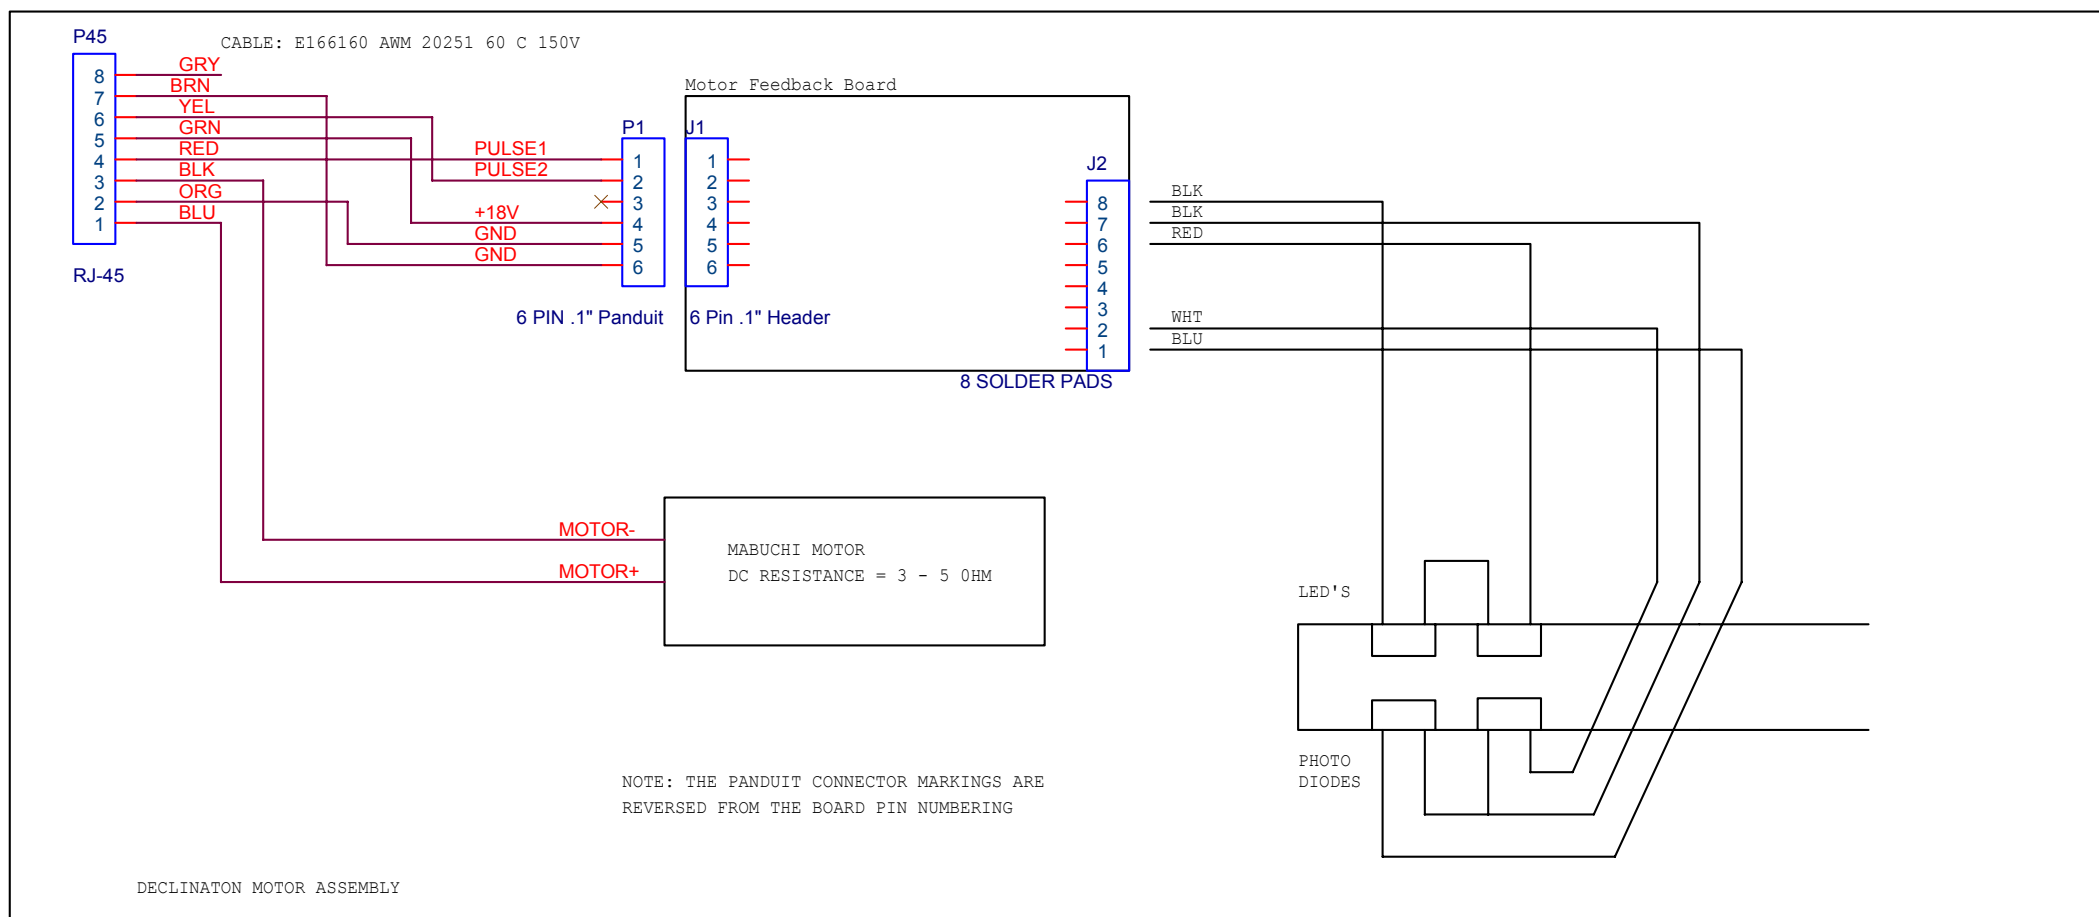 P45
CABLE: E166160 AWM 20251 60 C 150V
8 GRY
7 BRN
6 YEL
5 GRN
4 RED
3 BLK
2 ORG
1 BLU
RJ-45
Motor Feedback Board
P1
J1
PULSE1 1 1
PULSE2 2 2
3 3
+18V 4 4
GND 5 5
GND 6 6
6 PIN .1" Panduit
6 Pin .1" Header
J2
8 BLK
7 BLK
6 RED
5
4
3
2 WHT
1 BLU
8 SOLDER PADS
MOTOR-
MOTOR+
MABUCHI MOTOR
DC RESISTANCE = 3 - 5 0HM
LED'S
PHOTO
DIODES
NOTE: THE PANDUIT CONNECTOR MARKINGS ARE
REVERSED FROM THE BOARD PIN NUMBERING
DECLINATON MOTOR ASSEMBLY